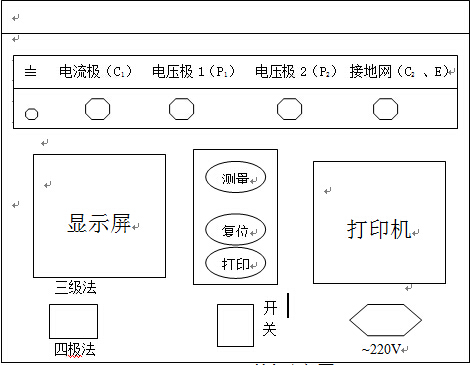 电流极（C₁） 电压极 1（P₁） 电压极 2（P₂） 接地网（C₂ 、E）
测量
显示屏
复位
打印
打印机
三级法
开
关
四极法
~220V